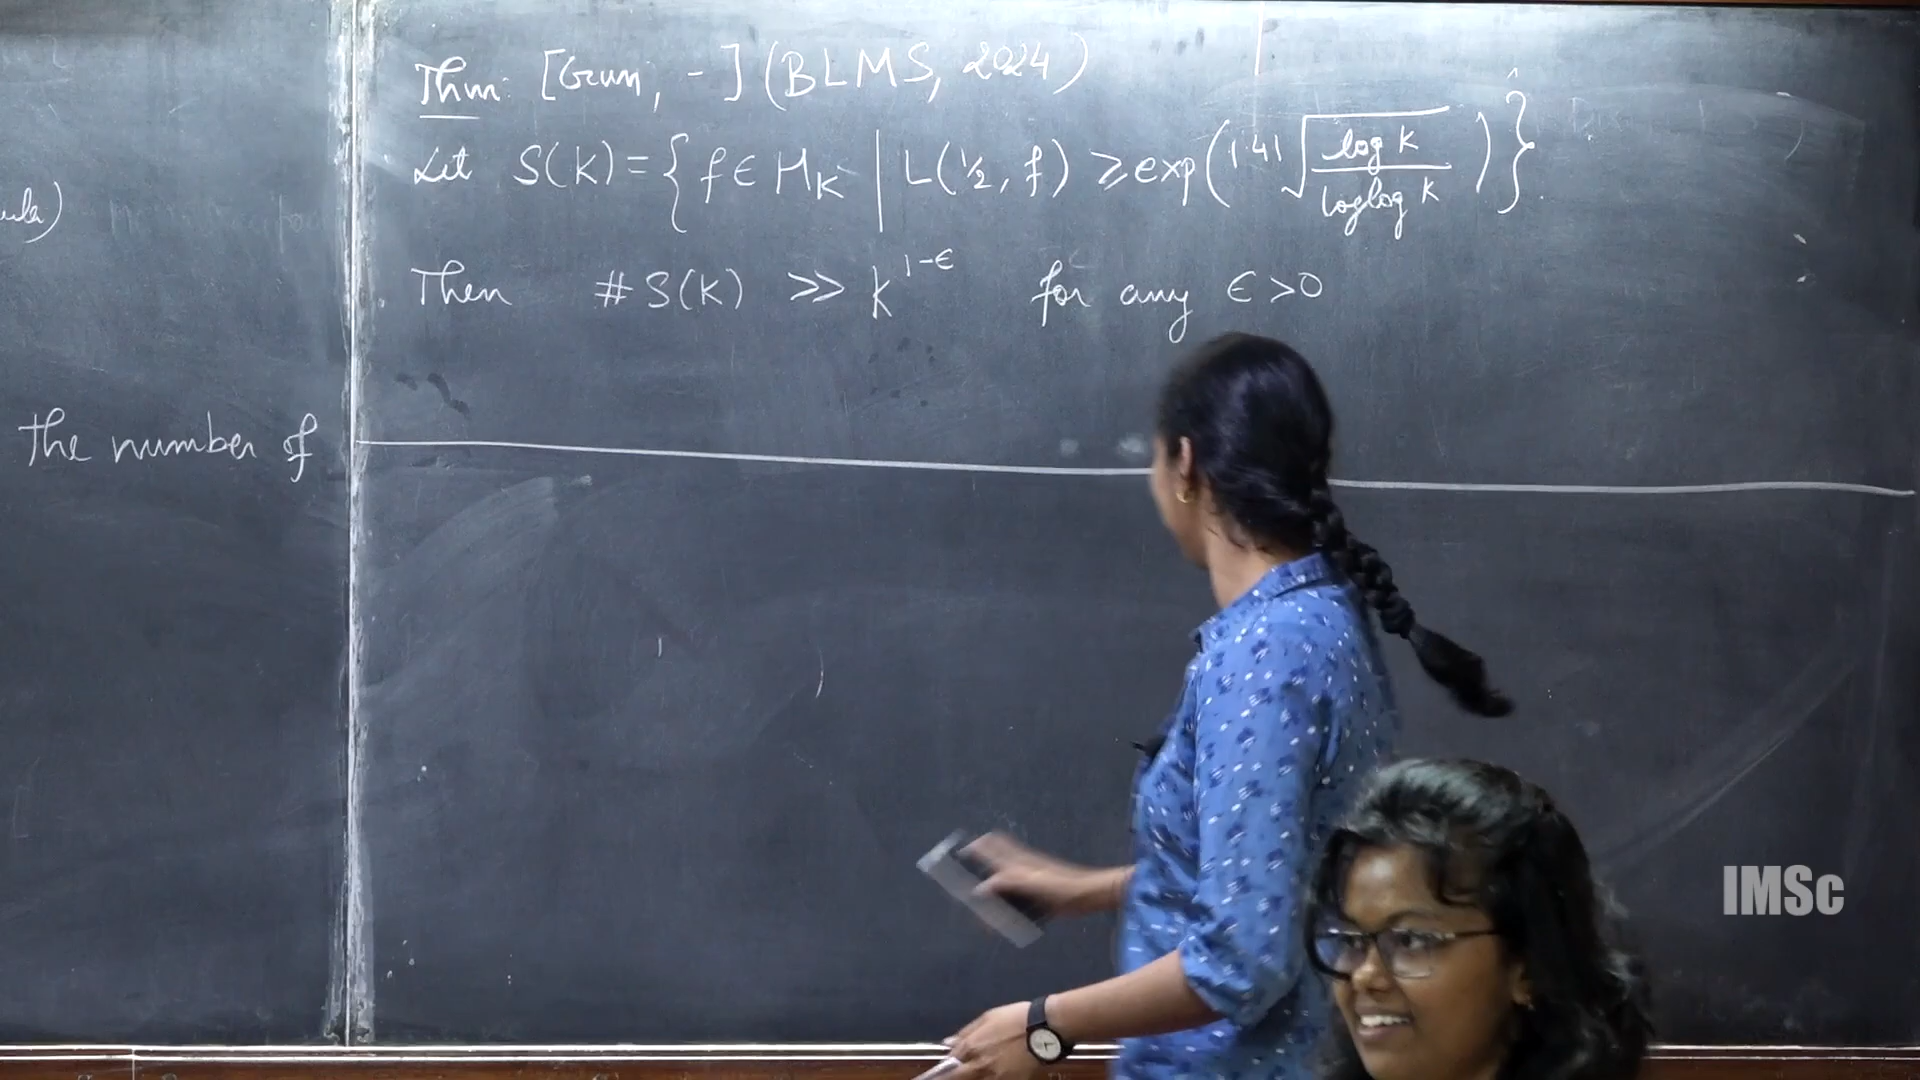 Thm: [Gun, -] (BLMS, 2024)
Let S(K) = { f ∈ H_K | L(1/2, f) ⩾ exp(1.41 √(log K / loglog K)) }.
Then #S(K) ≫ K^{1-ε} for any ε > 0
the number of
IMSc